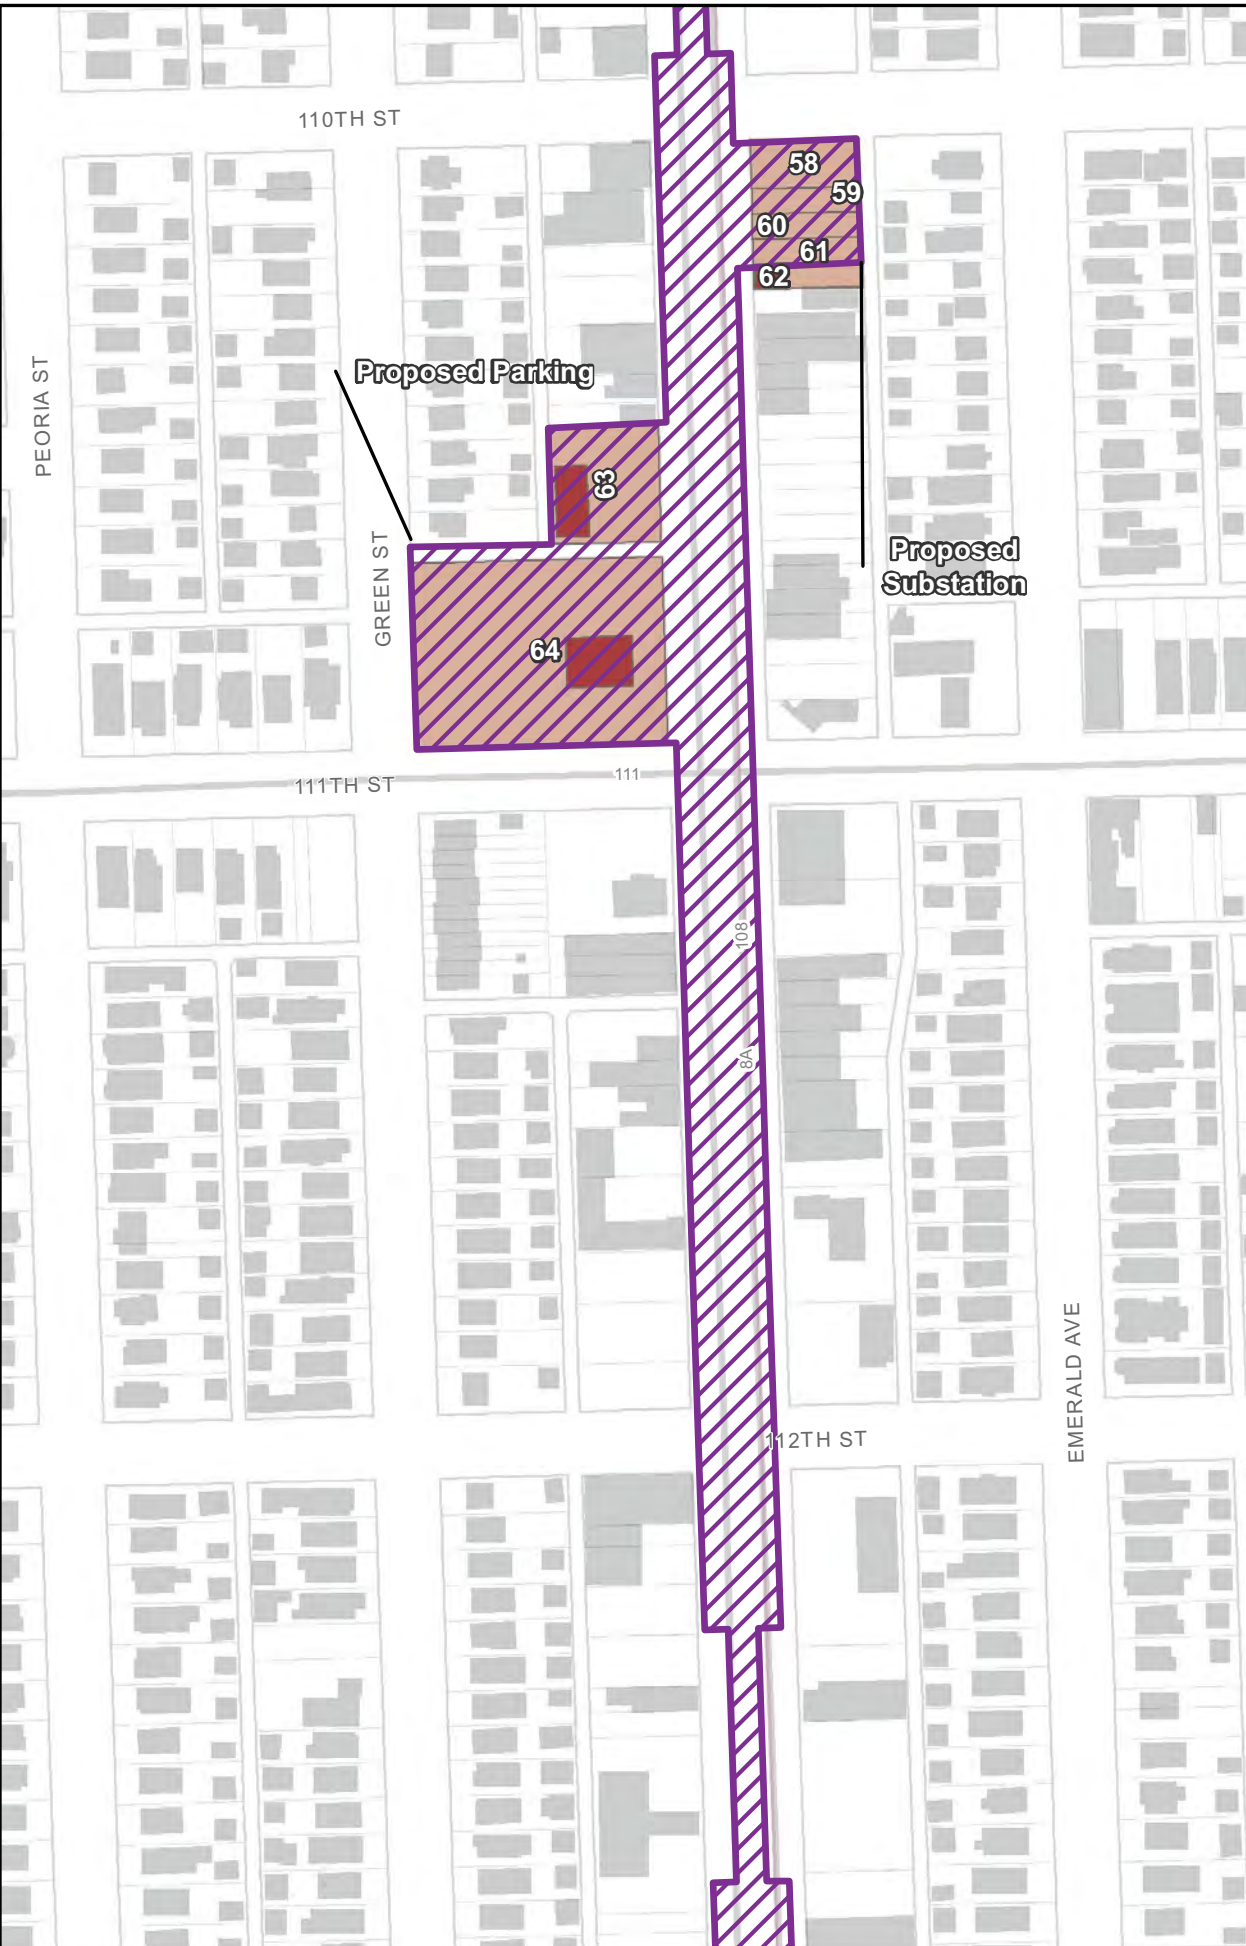 110TH ST
58
59
60
61
62
PEORIA ST
Proposed Parking
63
GREEN ST
Proposed
Substation
64
111
111TH ST
108
8A
EMERALD AVE
112TH ST